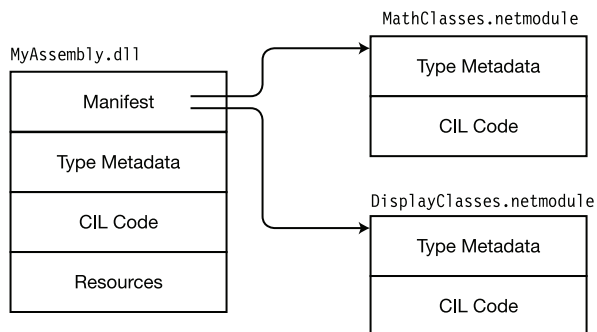 MyAssembly.dll
Manifest
Type Metadata
CIL Code
Resources
MathClasses.netmodule
Type Metadata
CIL Code
DisplayClasses.netmodule
Type Metadata
CIL Code